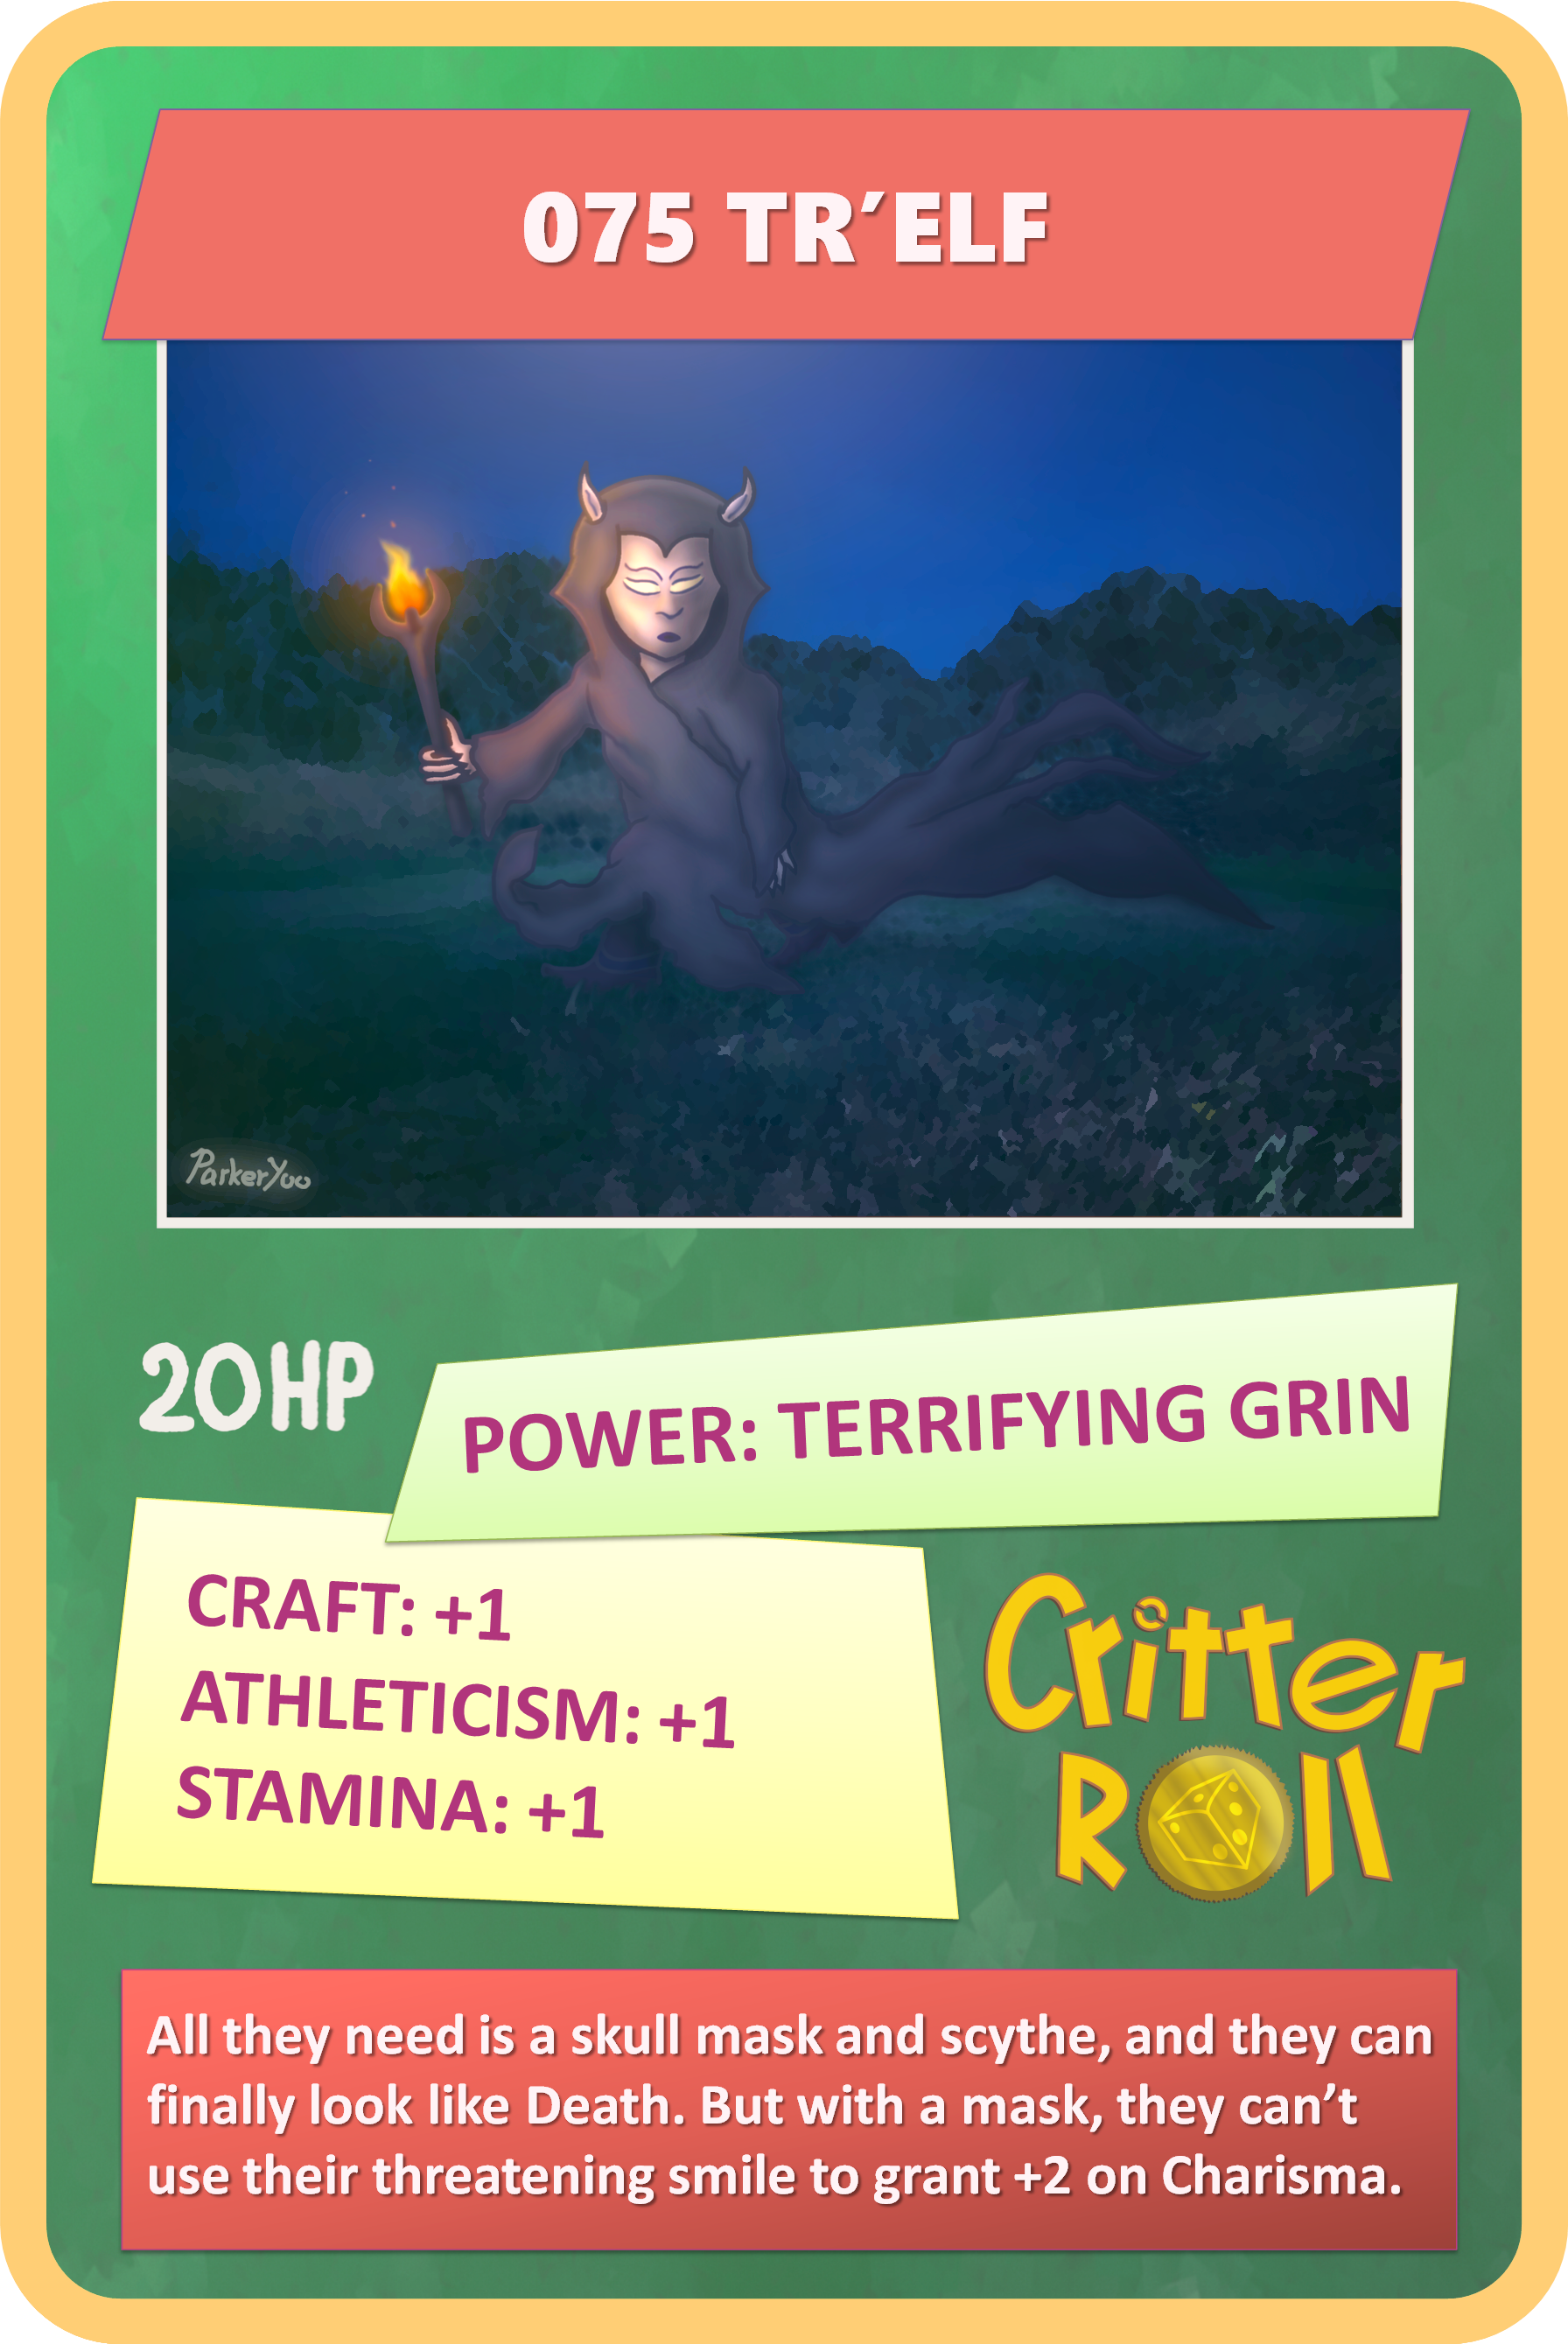 075 TR’ELF
ParkerYoo
20HP
POWER: TERRIFYING GRIN
CRAFT: +1
ATHLETICISM: +1
STAMINA: +1
Critter
Roll
All they need is a skull mask and scythe, and they can
finally look like Death. But with a mask, they can’t
use their threatening smile to grant +2 on Charisma.